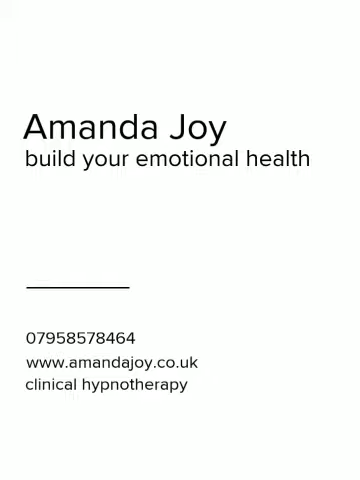 Amanda Joy
build your emotional health
07958578464
www.amandajoy.co.uk
clinical hypnotherapy